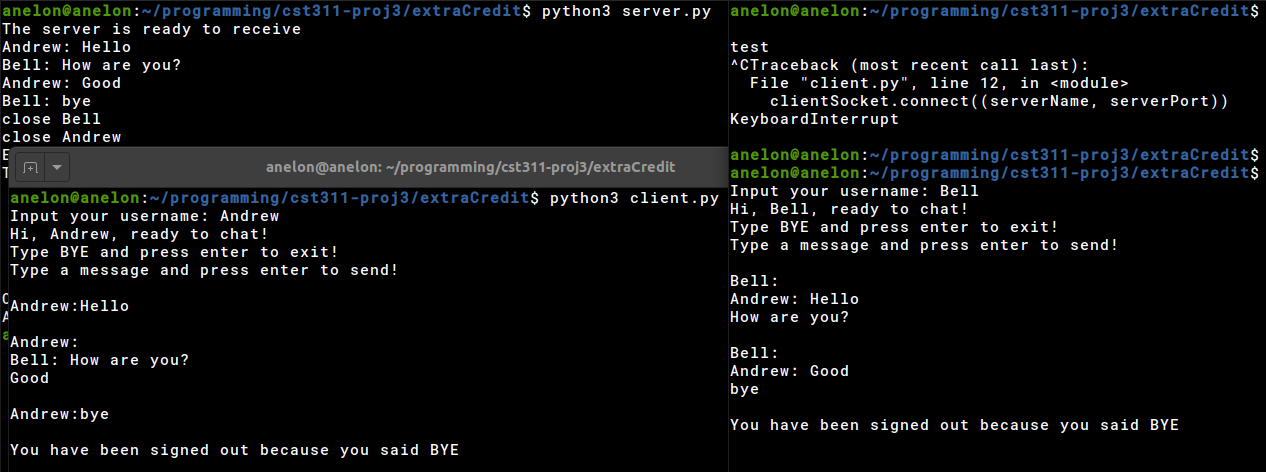 anelon@anelon:~/programming/cst311-proj3/extraCredit$ python3 server.py
The server is ready to receive
Andrew: Hello
Bell: How are you?
Andrew: Good
Bell: bye
close Bell
close Andrew
anelon@anelon: ~/programming/cst311-proj3/extraCredit
anelon@anelon:~/programming/cst311-proj3/extraCredit$ python3 client.py
Input your username: Andrew
Hi, Andrew, ready to chat!
Type BYE and press enter to exit!
Type a message and press enter to send!
Andrew:Hello
Andrew:
Bell: How are you?
Good
Andrew:bye
You have been signed out because you said BYE
anelon@anelon:~/programming/cst311-proj3/extraCredit$
test
^CTraceback (most recent call last):
  File "client.py", line 12, in <module>
    clientSocket.connect((serverName, serverPort))
KeyboardInterrupt
anelon@anelon:~/programming/cst311-proj3/extraCredit$
anelon@anelon:~/programming/cst311-proj3/extraCredit$
Input your username: Bell
Hi, Bell, ready to chat!
Type BYE and press enter to exit!
Type a message and press enter to send!
Bell:
Andrew: Hello
How are you?
Bell:
Andrew: Good
bye
You have been signed out because you said BYE